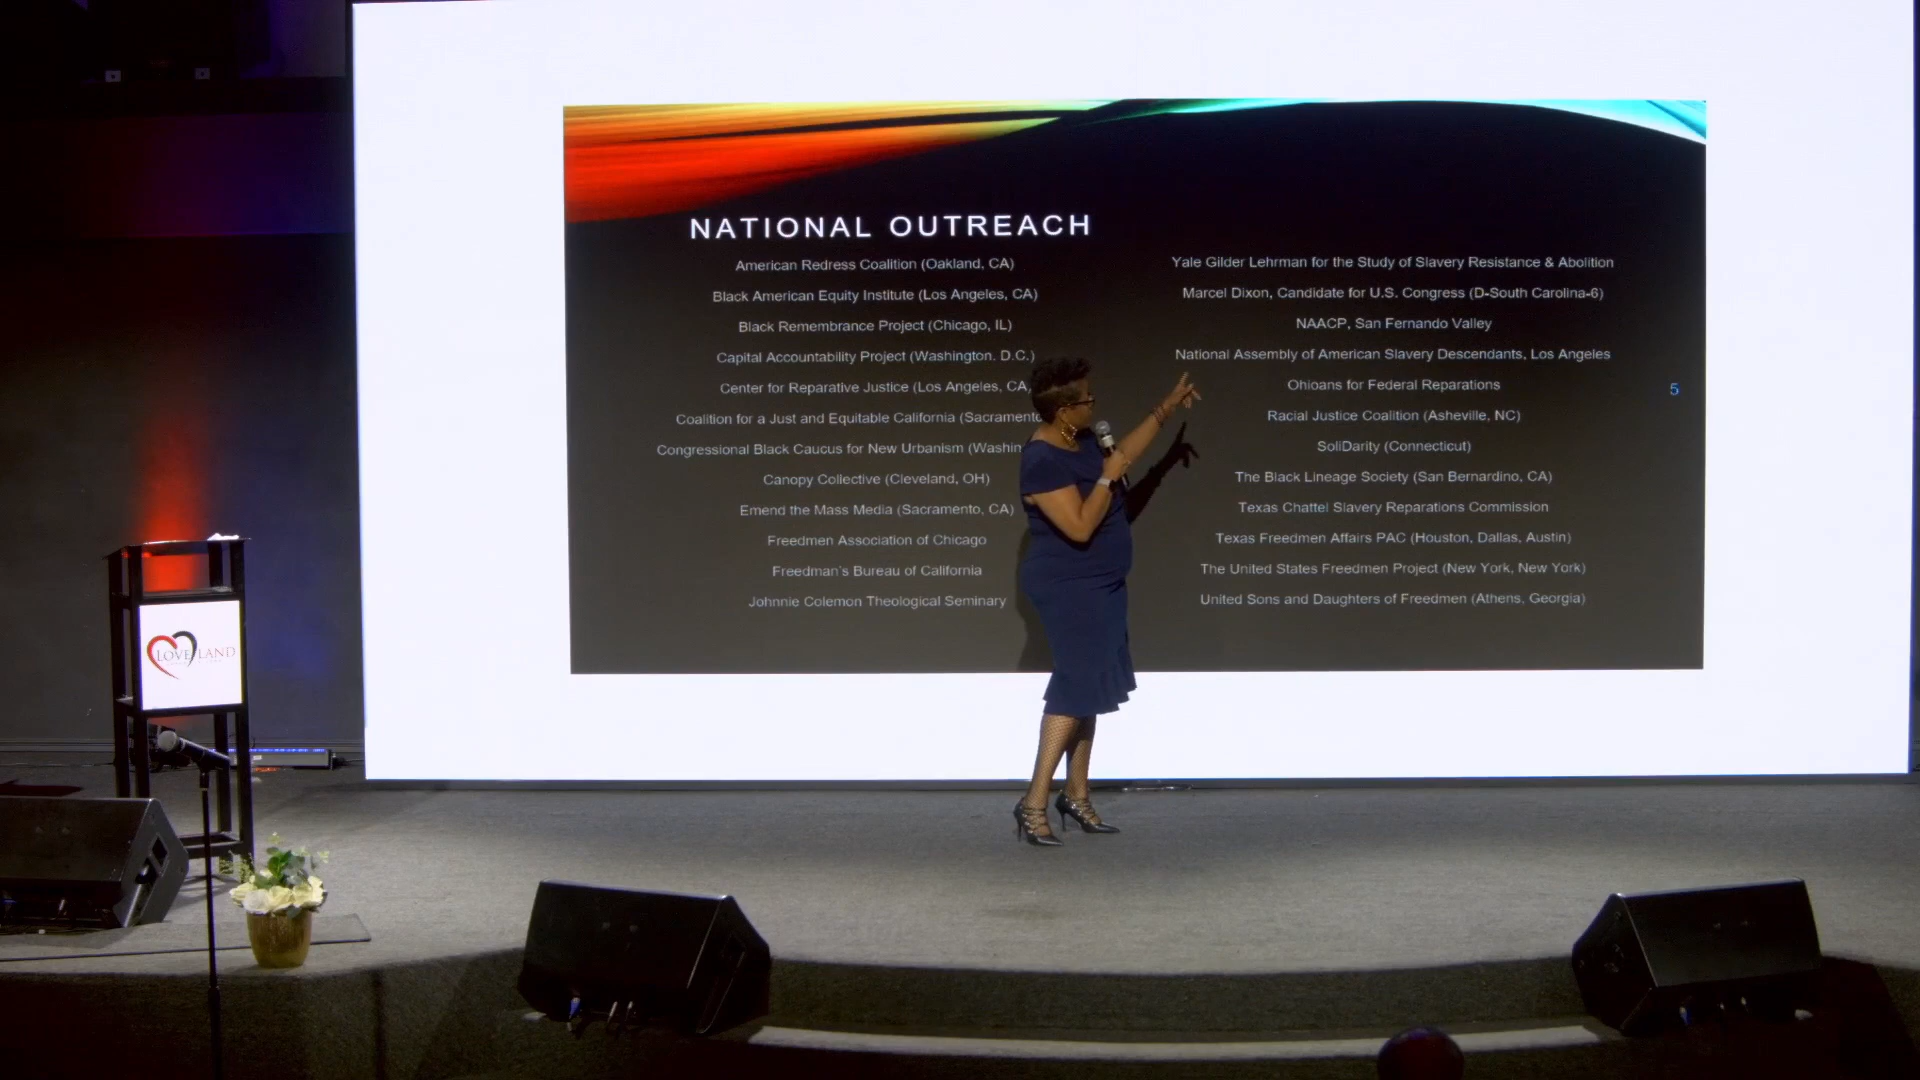 NATIONAL OUTREACH
American Redress Coalition (Oakland, CA)
Black American Equity Institute (Los Angeles, CA)
Black Remembrance Project (Chicago, IL)
Capital Accountability Project (Washington. D.C.)
Center for Reparative Justice (Los Angeles, CA
Coalition for a Just and Equitable California (Sacramento
Congressional Black Caucus for New Urbanism (Washin
Canopy Collective (Cleveland, OH)
Emend the Mass Media (Sacramento, CA)
Freedmen Association of Chicago
Freedman's Bureau of California
Johnnie Colemon Theological Seminary
Yale Gilder Lehrman for the Study of Slavery Resistance & Abolition
Marcel Dixon, Candidate for U.S. Congress (D-South Carolina-6)
NAACP, San Fernando Valley
National Assembly of American Slavery Descendants, Los Angeles
Ohioans for Federal Reparations
Racial Justice Coalition (Asheville, NC)
SoliDarity (Connecticut)
The Black Lineage Society (San Bernardino, CA)
Texas Chattel Slavery Reparations Commission
Texas Freedmen Affairs PAC (Houston, Dallas, Austin)
The United States Freedmen Project (New York, New York)
United Sons and Daughters of Freedmen (Athens, Georgia)
5
LOVELAND